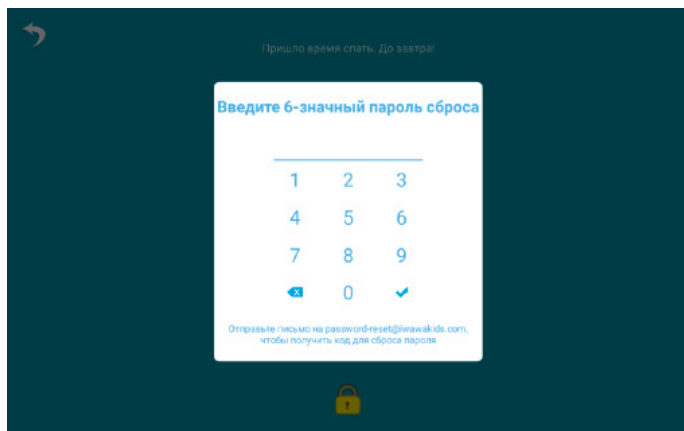 Пришло время спать. До завтра!
Введите 6-значный пароль сброса
1 2 3
4 5 6
7 8 9
0
Отправьте письмо на password-reset@iwawakids.com,
чтобы получить код для сброса пароля